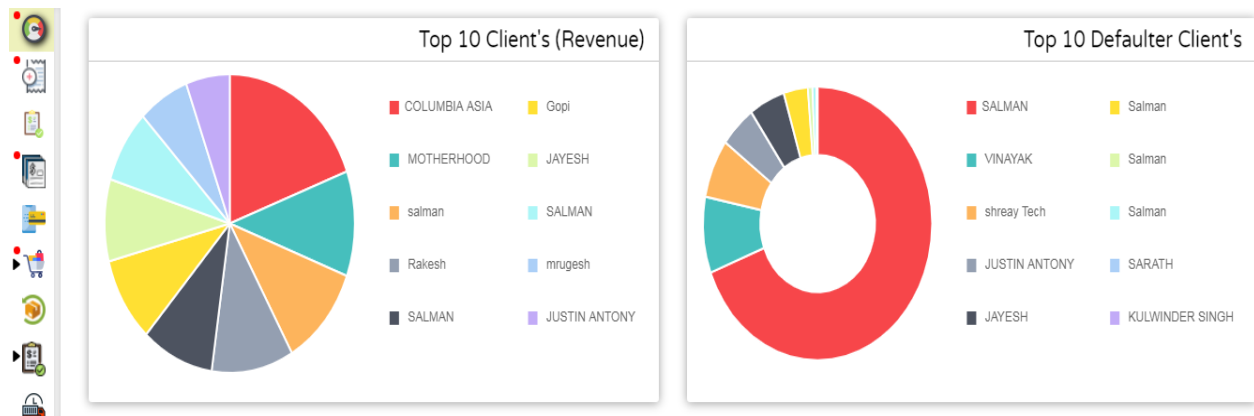 Top 10 Client's (Revenue)
COLUMBIA ASIA
Gopi
MOTHERHOOD
JAYESH
salman
SALMAN
Rakesh
mrugesh
SALMAN
JUSTIN ANTONY
Top 10 Defaulter Client's
SALMAN
Salman
VINAYAK
Salman
shreay Tech
Salman
JUSTIN ANTONY
SARATH
JAYESH
KULWINDER SINGH